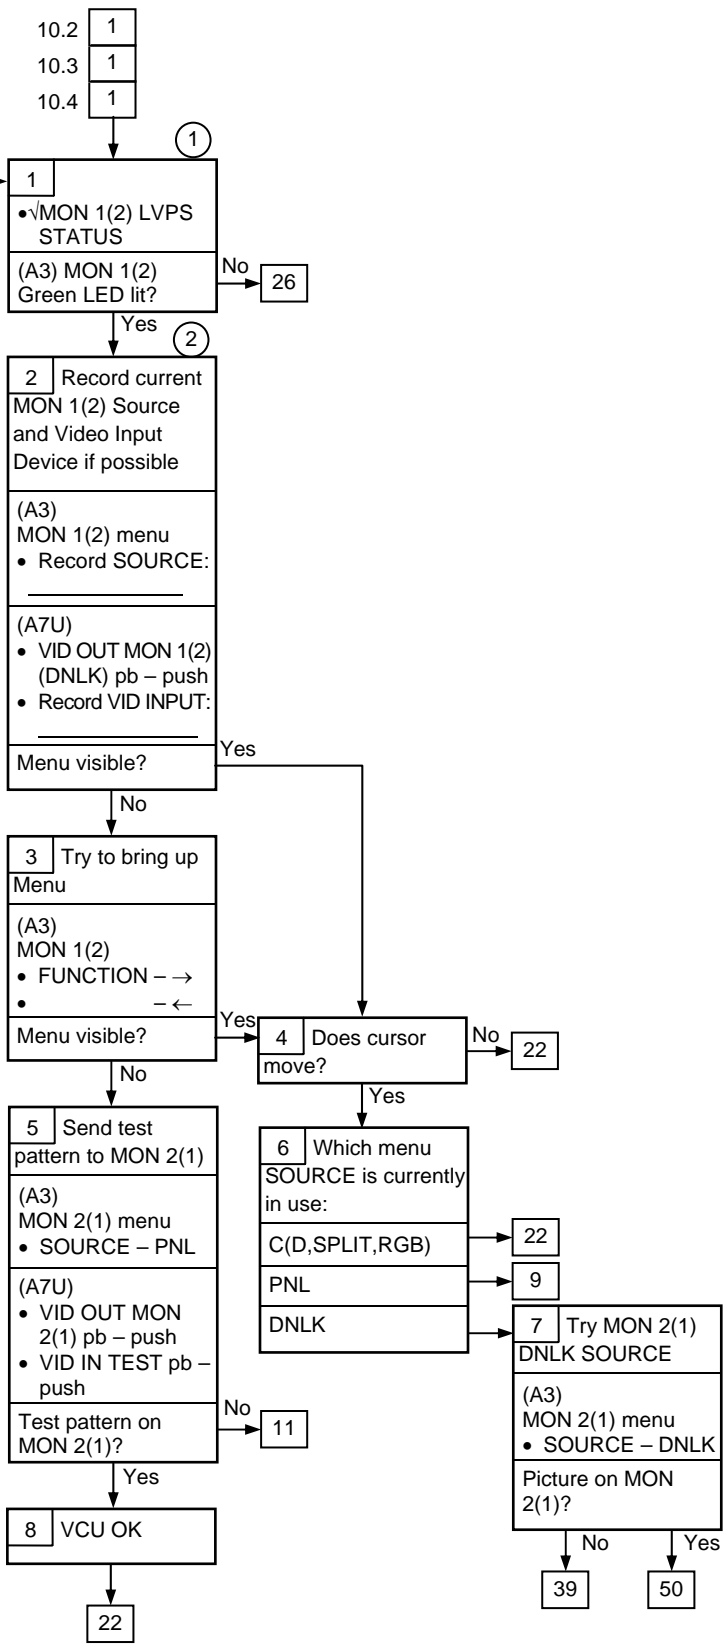 10.2 1
10.3 1
10.4 1
1
1
•√MON 1(2) LVPS
STATUS
(A3) MON 1(2)
Green LED lit?
No
26
Yes
2
2 Record current
MON 1(2) Source
and Video Input
Device if possible
(A3)
MON 1(2) menu
• Record SOURCE:
(A7U)
• VID OUT MON 1(2)
(DNLK) pb – push
• Record VID INPUT:
Menu visible?
Yes
No
3 Try to bring up
Menu
(A3)
MON 1(2)
• FUNCTION – →
• – ←
Menu visible?
Yes
No
4 Does cursor
move?
No
22
Yes
5 Send test
pattern to MON 2(1)
(A3)
MON 2(1) menu
• SOURCE – PNL
(A7U)
• VID OUT MON
2(1) pb – push
• VID IN TEST pb –
push
Test pattern on
MON 2(1)?
No
11
Yes
6 Which menu
SOURCE is currently
in use:
C(D,SPLIT,RGB)
22
PNL
9
DNLK
7 Try MON 2(1)
DNLK SOURCE
(A3)
MON 2(1) menu
• SOURCE – DNLK
Picture on MON
2(1)?
No
Yes
39
50
8 VCU OK
22